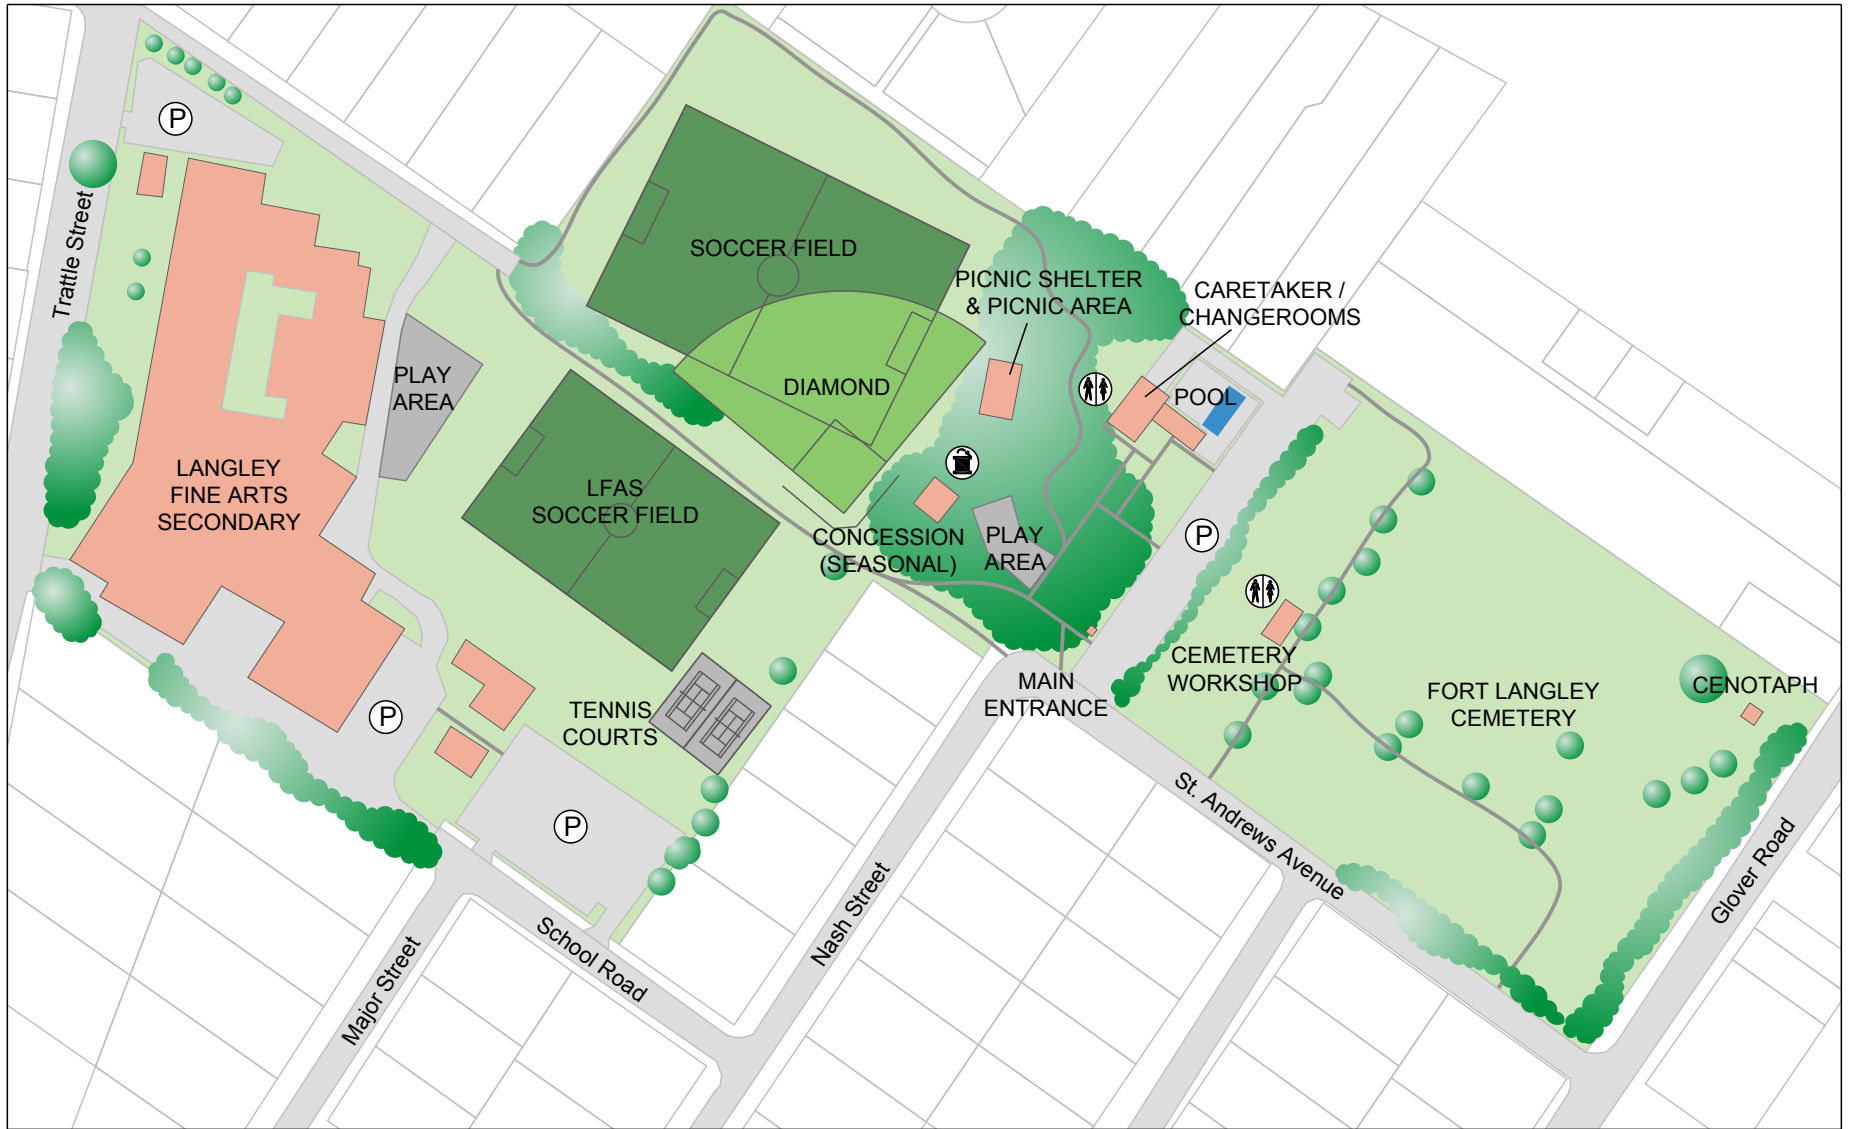 P
Trattle Street
SOCCER FIELD
PICNIC SHELTER
& PICNIC AREA
CARETAKER /
CHANGEROOMS
PLAY
AREA
DIAMOND
POOL
LANGLEY
FINE ARTS
SECONDARY
LFAS
SOCCER FIELD
CONCESSION
(SEASONAL)
PLAY
AREA
P
CEMETERY
WORKSHOP
MAIN
ENTRANCE
FORT LANGLEY
CEMETERY
CENOTAPH
P
TENNIS
COURTS
P
St. Andrews Avenue
Glover Road
Nash Street
School Road
Major Street